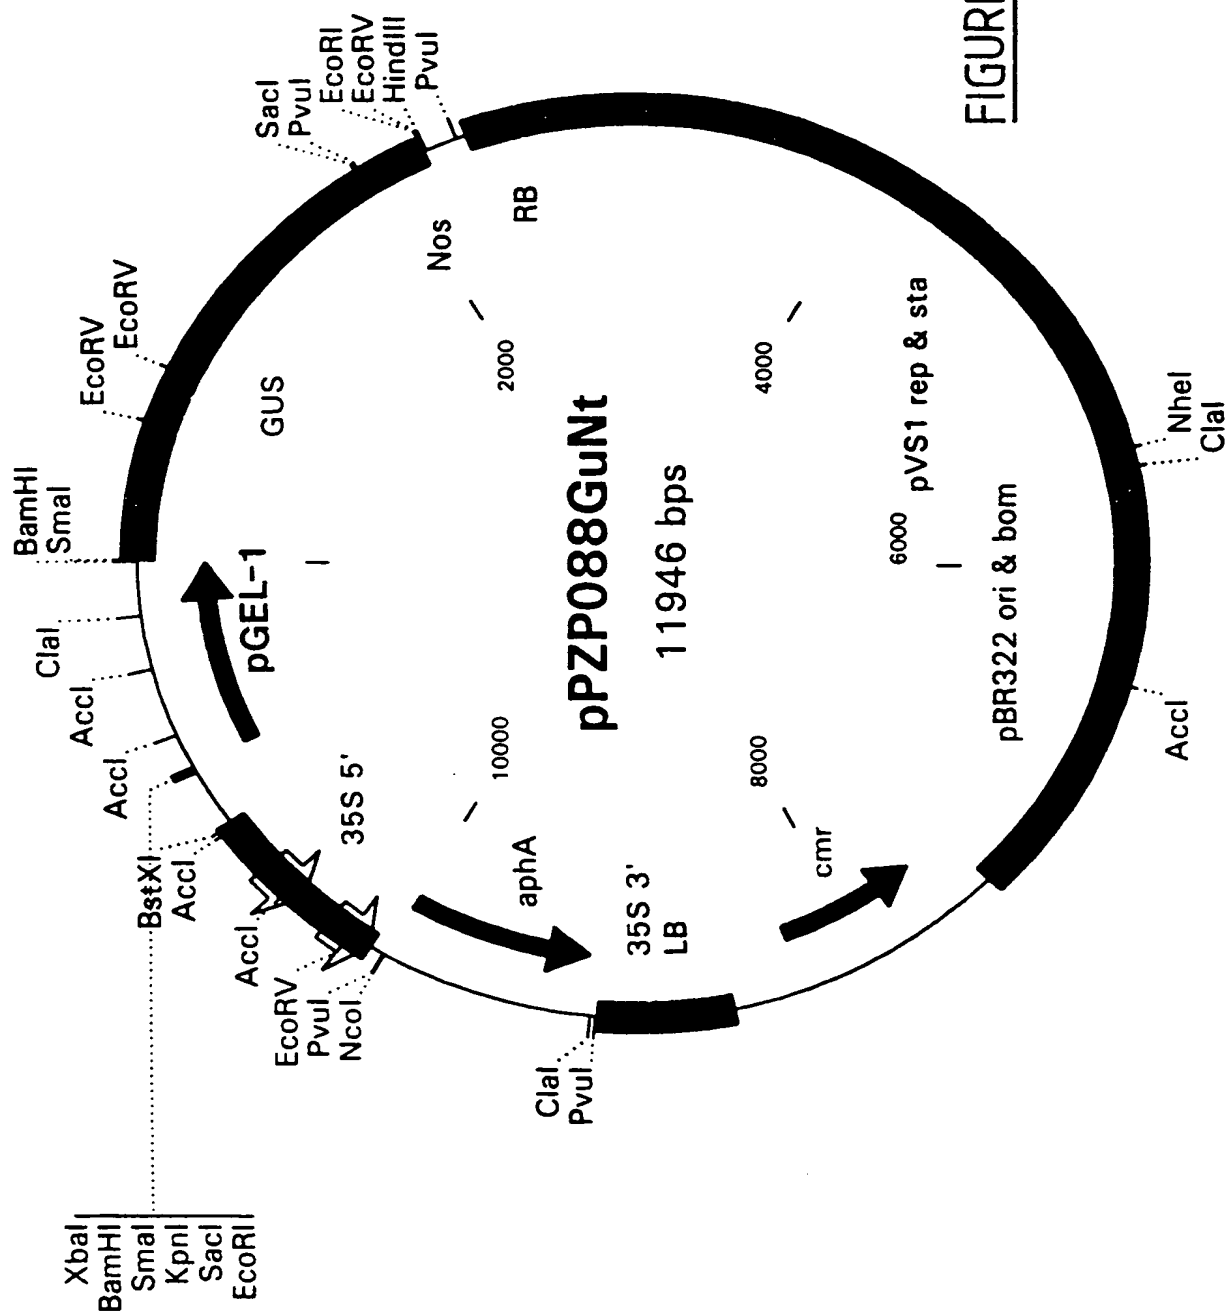 FIGURE
XbaI
BamHI
SmaI
KpnI
SacI
EcoRI
BamHI
SmaI
EcoRV
EcoRV
SacI
PvuI
EcoRI
EcoRV
HindIII
PvuI
ClaI
AccI
AccI
BstXI
AccI
AccI
EcoRV
PvuI
NcoI
ClaI
PvuI
NheI
ClaI
AccI
pGEL-1
GUS
Nos
RB
35S 5'
aphA
35S 3'
LB
cmr
pBR322 ori & bom
pVS1 rep & sta
2000
4000
6000
8000
10000
pPZP088GuNt
11946 bps